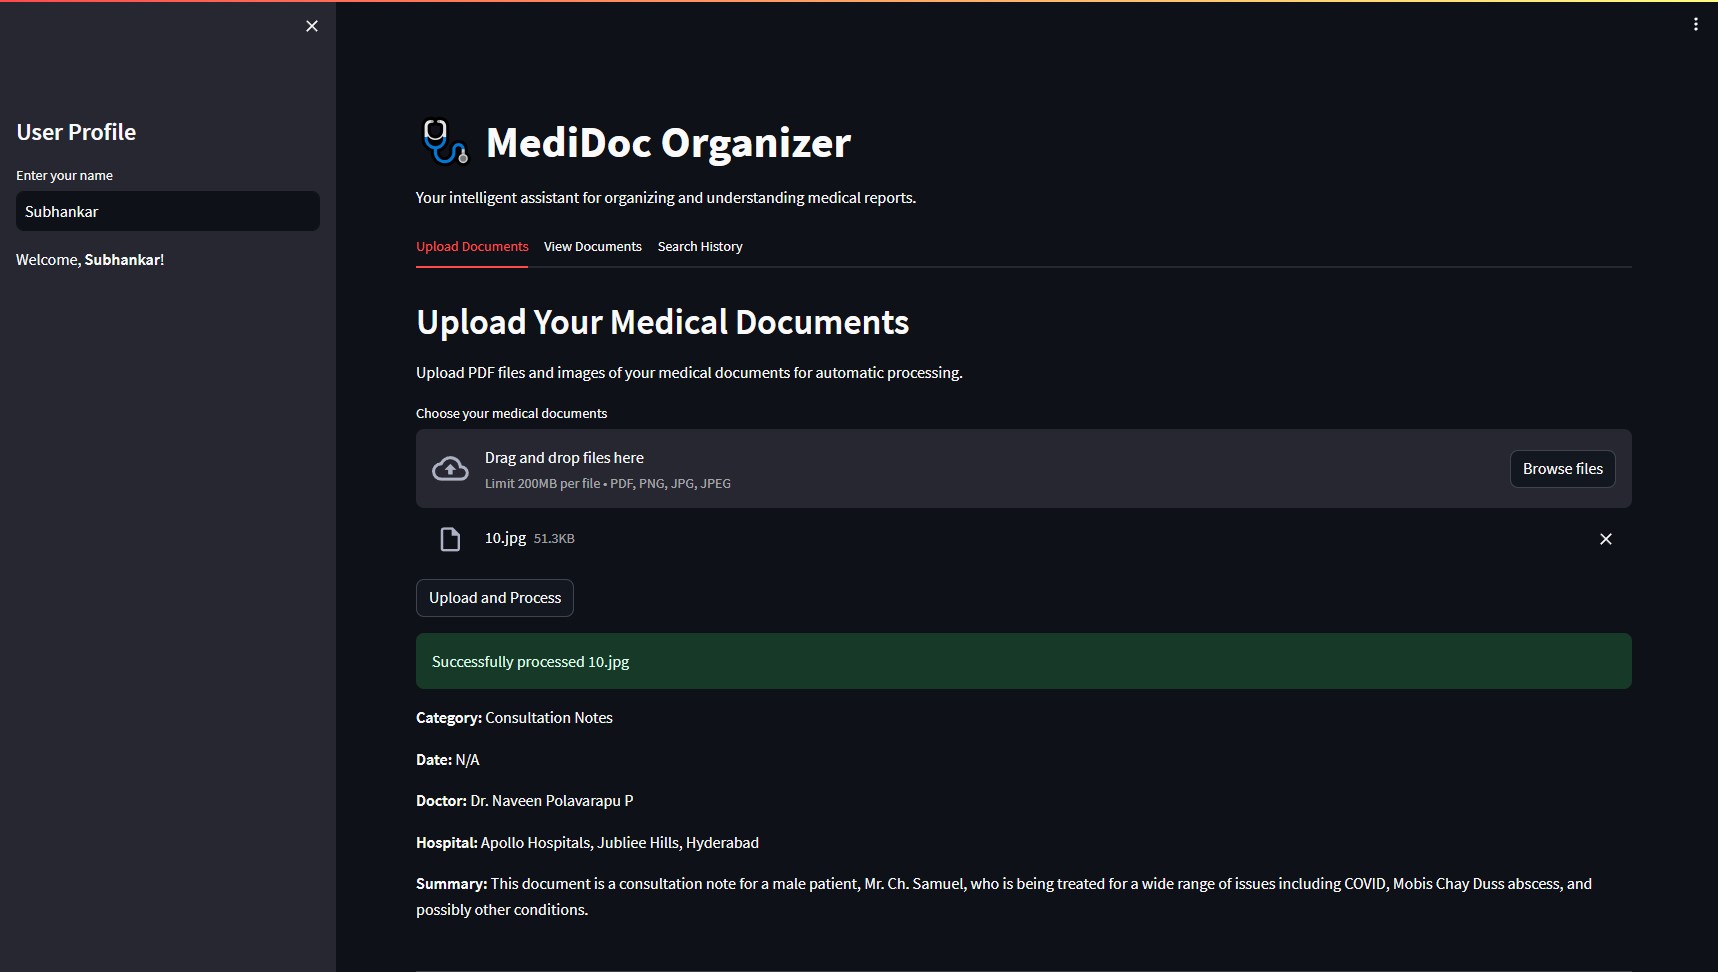 User Profile
Enter your name
Subhankar
Welcome, Subhankar!
MediDoc Organizer
Your intelligent assistant for organizing and understanding medical reports.
Upload Documents View Documents Search History
Upload Your Medical Documents
Upload PDF files and images of your medical documents for automatic processing.
Choose your medical documents
Drag and drop files here
Limit 200MB per file • PDF, PNG, JPG, JPEG
Browse files
10.jpg 51.3KB
Upload and Process
Successfully processed 10.jpg
Category: Consultation Notes
Date: N/A
Doctor: Dr. Naveen Polavarapu P
Hospital: Apollo Hospitals, Jubliee Hills, Hyderabad
Summary: This document is a consultation note for a male patient, Mr. Ch. Samuel, who is being treated for a wide range of issues including COVID, Mobis Chay Duss abscess, and
possibly other conditions.